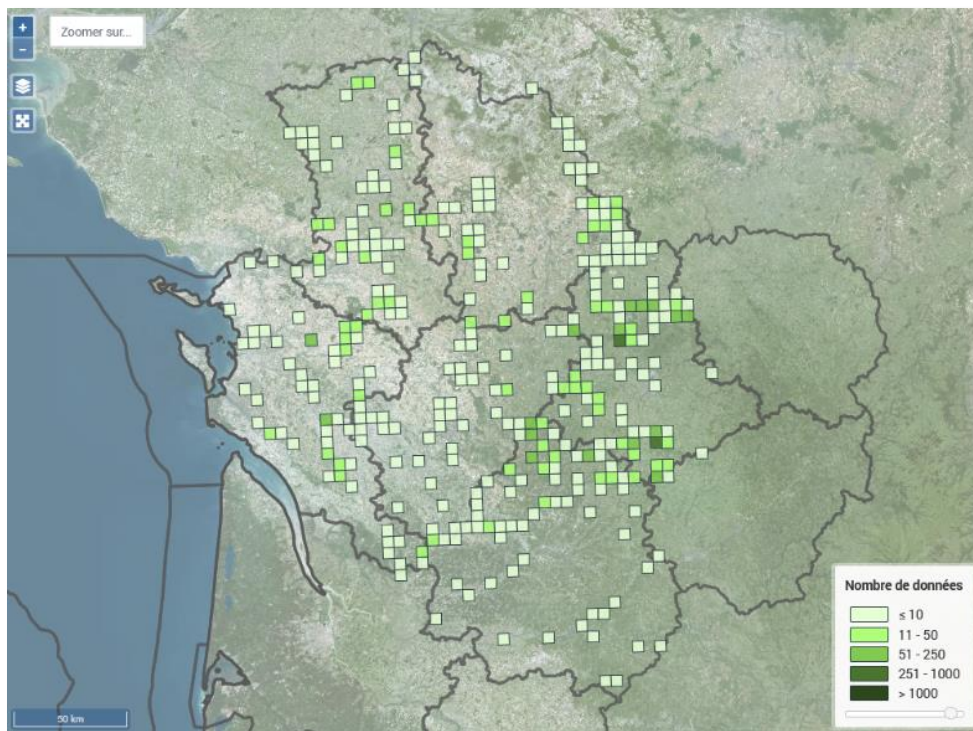 +
Zoomer sur...
−
50 km
Nombre de données
≤ 10
11 - 50
51 - 250
251 - 1000
> 1000